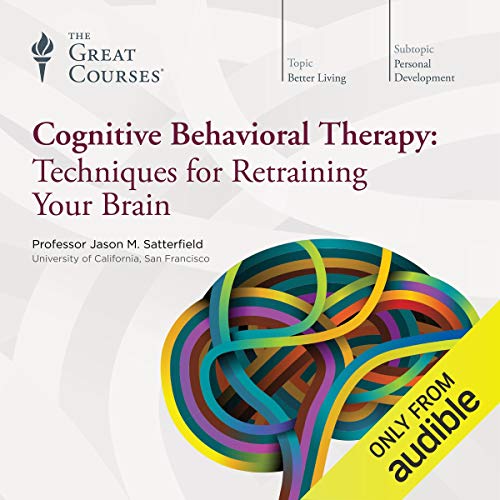 THE
GREAT
COURSES®
Topic
Better Living
Subtopic
Personal
Development
Cognitive Behavioral Therapy:
Techniques for Retraining
Your Brain
Professor Jason M. Satterfield
University of California, San Francisco
ONLY FROM
audible